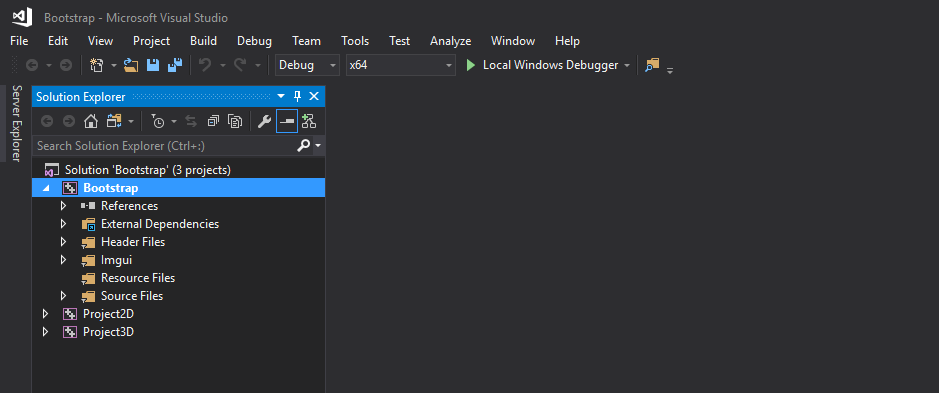 Bootstrap - Microsoft Visual Studio
File Edit View Project Build Debug Team Tools Test Analyze Window Help
Debug x64 Local Windows Debugger
Server Explorer
Solution Explorer
Search Solution Explorer (Ctrl+:)
Solution 'Bootstrap' (3 projects)
Bootstrap
References
External Dependencies
Header Files
Imgui
Resource Files
Source Files
Project2D
Project3D